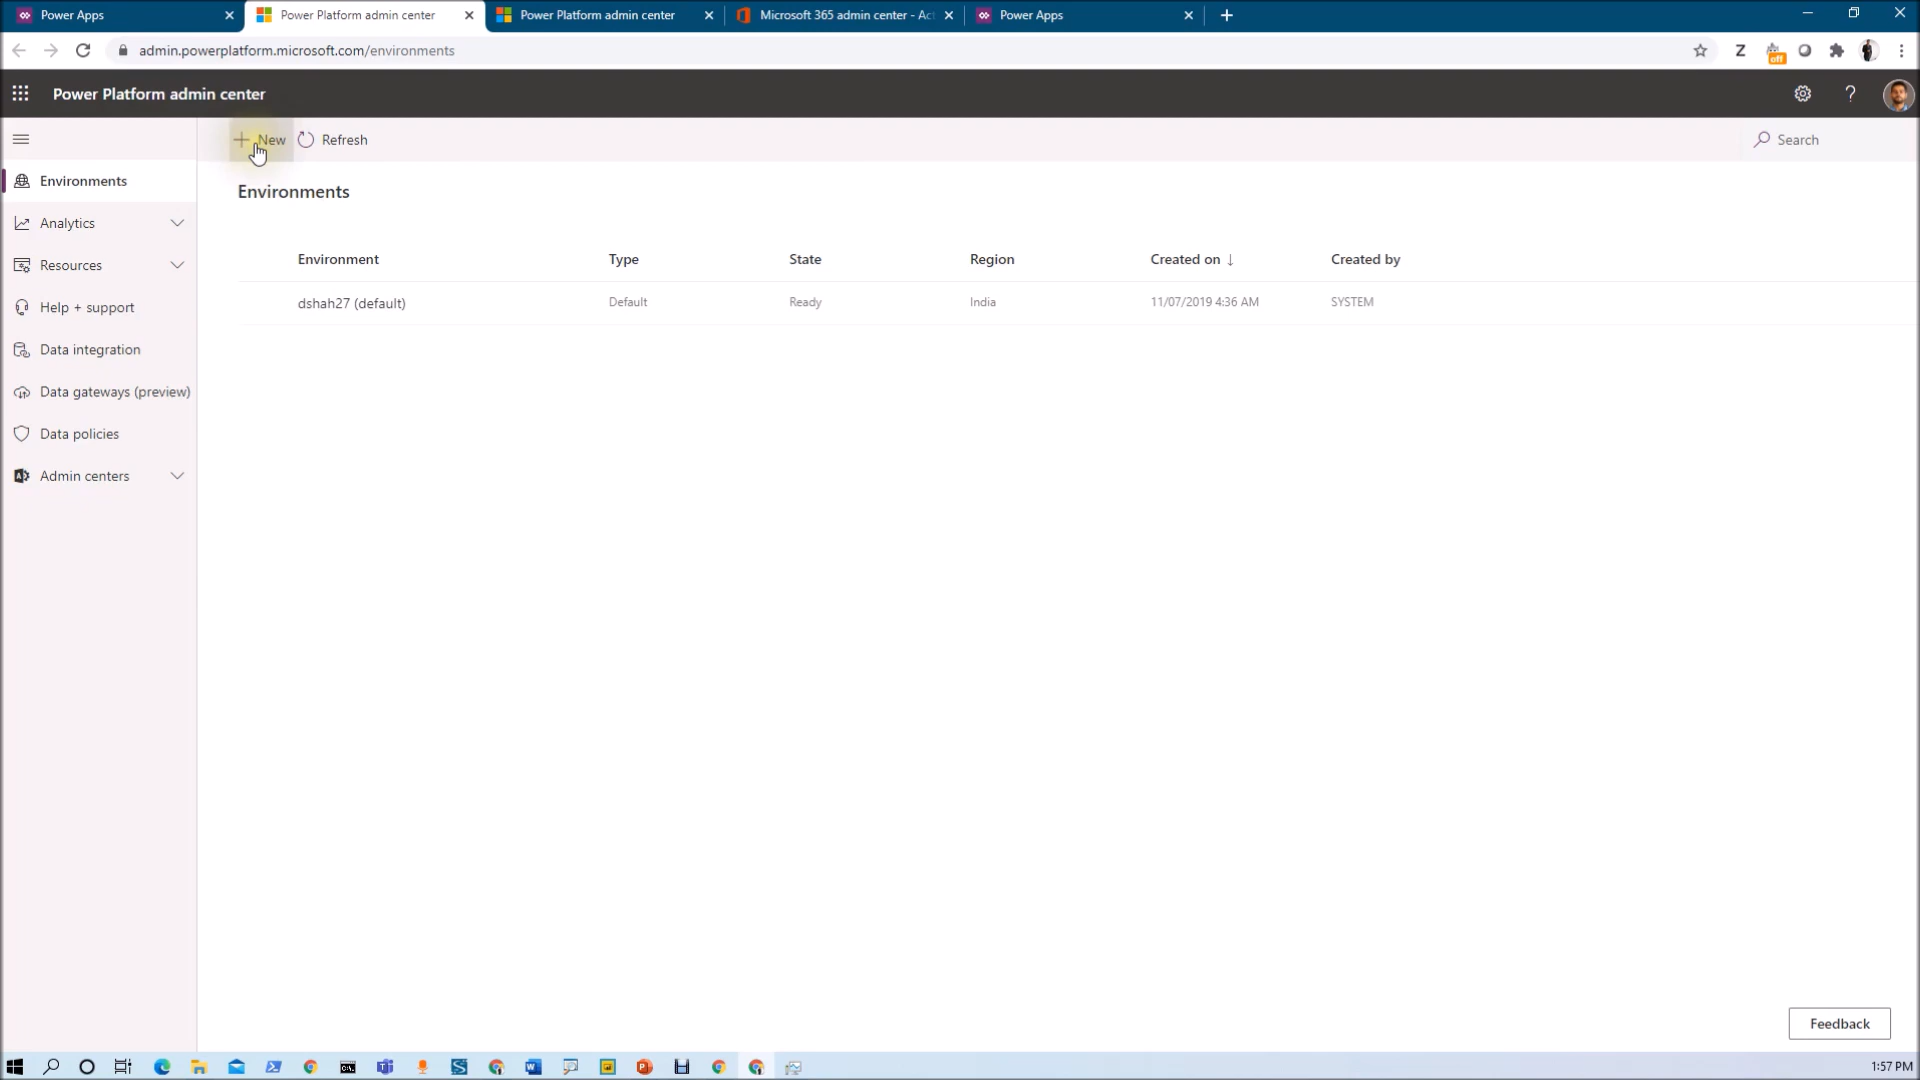 Power Apps
Power Platform admin center
Power Platform admin center
Microsoft 365 admin center - Ac
Power Apps
admin.powerplatform.microsoft.com/environments
Z
off
Power Platform admin center
?
New
Refresh
Search
Environments
Analytics
Resources
Help + support
Data integration
Data gateways (preview)
Data policies
Admin centers
Environments
Environment Type State Region Created on ↓ Created by
dshah27 (default) Default Ready India 11/07/2019 4:36 AM SYSTEM
Feedback
1:57 PM